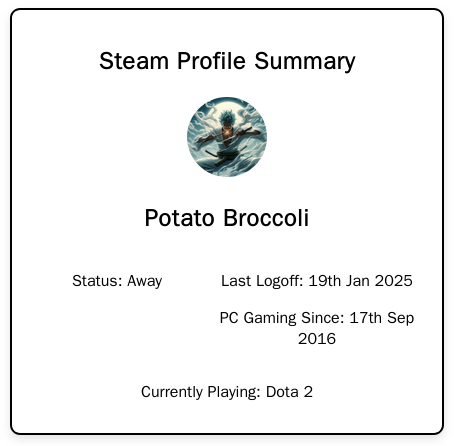 Steam Profile Summary
Potato Broccoli
Status: Away
Last Logoff: 19th Jan 2025
PC Gaming Since: 17th Sep
2016
Currently Playing: Dota 2